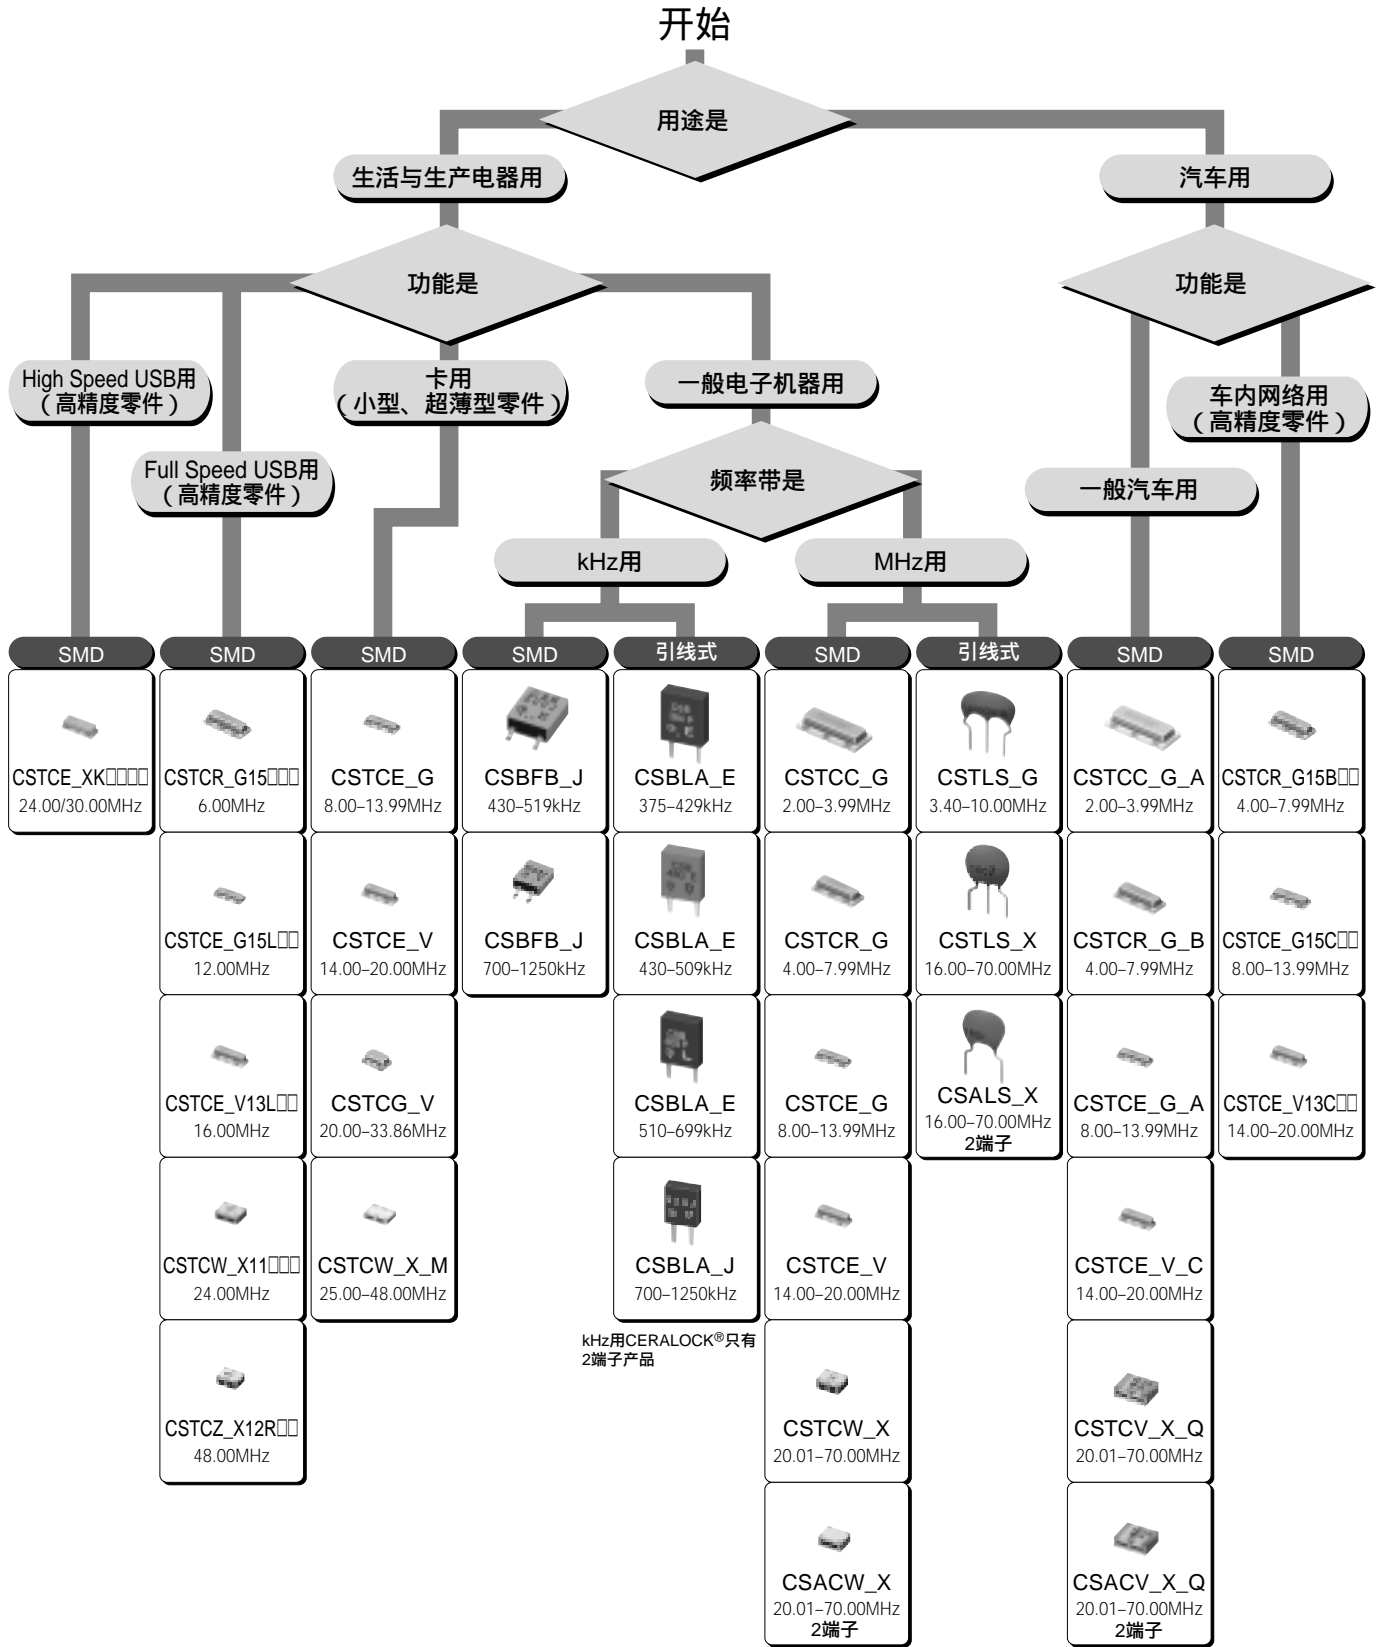 开始
用途是
生活与生产电器用
汽车用
功能是
功能是
High Speed USB用
（高精度零件）
卡用
（小型、超薄型零件）
一般电子机器用
车内网络用
（高精度零件）
Full Speed USB用
（高精度零件）
频率带是
一般汽车用
kHz用
MHz用
SMD
SMD
SMD
SMD
引线式
SMD
引线式
SMD
SMD
CSTCE_XK□□□□
24.00/30.00MHz
CSTCR_G15□□□
6.00MHz
CSTCE_G
8.00–13.99MHz
CSBFB_J
430–519kHz
CSBLA_E
375–429kHz
CSTCC_G
2.00–3.99MHz
CSTLS_G
3.40–10.00MHz
CSTCC_G_A
2.00–3.99MHz
CSTCR_G15B□□
4.00–7.99MHz
CSTCE_G15L□□
12.00MHz
CSTCE_V
14.00–20.00MHz
CSBFB_J
700–1250kHz
CSBLA_E
430–509kHz
CSTCR_G
4.00–7.99MHz
CSTLS_X
16.00–70.00MHz
CSTCR_G_B
4.00–7.99MHz
CSTCE_G15C□□
8.00–13.99MHz
CSTCE_V13L□□
16.00MHz
CSTCG_V
20.00–33.86MHz
CSBLA_E
510–699kHz
CSTCE_G
8.00–13.99MHz
CSALS_X
16.00–70.00MHz
2端子
CSTCE_G_A
8.00–13.99MHz
CSTCE_V13C□□
14.00–20.00MHz
CSTCW_X11□□□
24.00MHz
CSTCW_X_M
25.00–48.00MHz
CSBLA_J
700–1250kHz
CSTCE_V
14.00–20.00MHz
CSTCE_V_C
14.00–20.00MHz
kHz用CERALOCK®只有
2端子产品
CSTCZ_X12R□□
48.00MHz
CSTCW_X
20.01–70.00MHz
CSTCV_X_Q
20.01–70.00MHz
CSACW_X
20.01–70.00MHz
2端子
CSACV_X_Q
20.01–70.00MHz
2端子